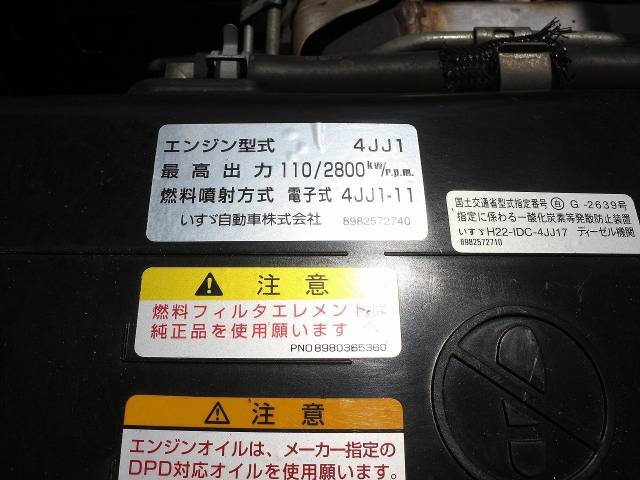 エンジン型式 4JJ1
最高出力 110/2800kW/r.p.m.
燃料噴射方式 電子式 4JJ1-11
いすゞ自動車株式会社 8982572740
国土交通省型式指定番号 Ⓑ G-2639号
指定に係わる一酸化炭素等発散防止装置
いすゞH22-IDC-4JJ17 ディーゼル機関
8982572710
注意
燃料フィルタエレメントは
純正品を使用願います
PNO8980365360
注意
エンジンオイルは、メーカー指定の
DPD対応オイルを使用願います。